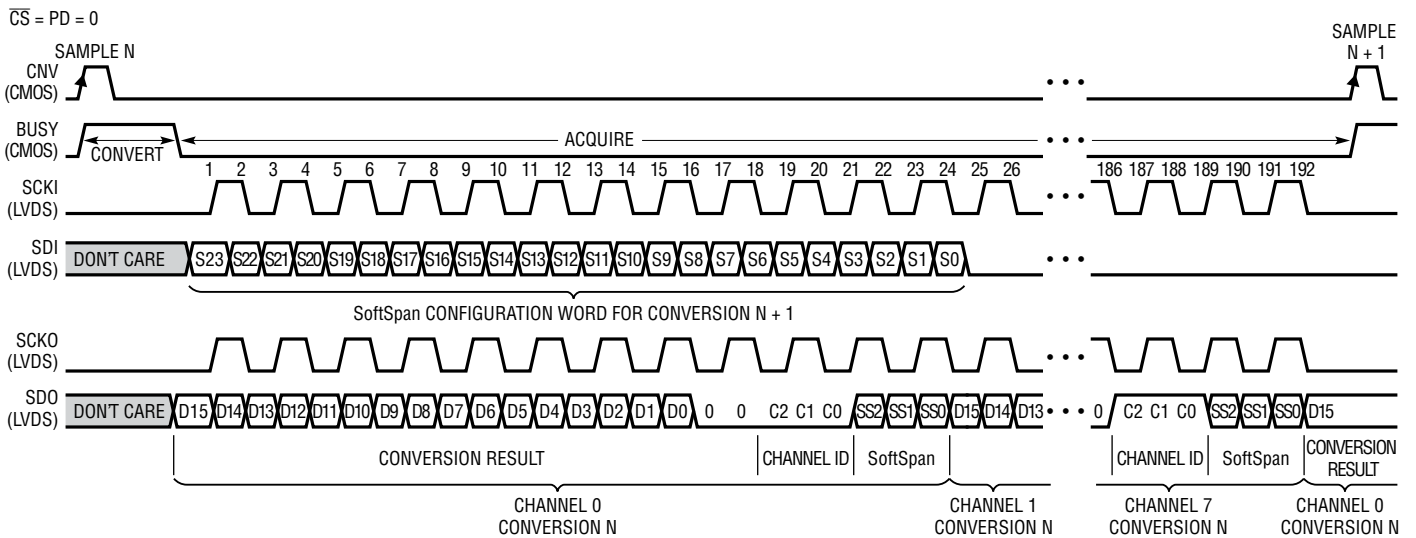 CS = PD = 0
SAMPLE N
SAMPLE
N + 1
CNV
(CMOS)
BUSY
(CMOS)
CONVERT
ACQUIRE
1 2 3 4 5 6 7 8 9 10 11 12 13 14 15 16 17 18 19 20 21 22 23 24 25 26 186 187 188 189 190 191 192
SCKI
(LVDS)
SDI
(LVDS)
DON'T CARE S23 S22 S21 S20 S19 S18 S17 S16 S15 S14 S13 S12 S11 S10 S9 S8 S7 S6 S5 S4 S3 S2 S1 S0
SoftSpan CONFIGURATION WORD FOR CONVERSION N + 1
SCKO
(LVDS)
SDO
(LVDS)
DON'T CARE D15 D14 D13 D12 D11 D10 D9 D8 D7 D6 D5 D4 D3 D2 D1 D0 0 0 C2 C1 C0 SS2 SS1 SS0 D15 D14 D13 0 C2 C1 C0 SS2 SS1 SS0 D15
CONVERSION RESULT CHANNEL ID SoftSpan CHANNEL ID SoftSpan CONVERSION
RESULT
CHANNEL 0
CONVERSION N
CHANNEL 1
CONVERSION N
CHANNEL 7
CONVERSION N
CHANNEL 0
CONVERSION N